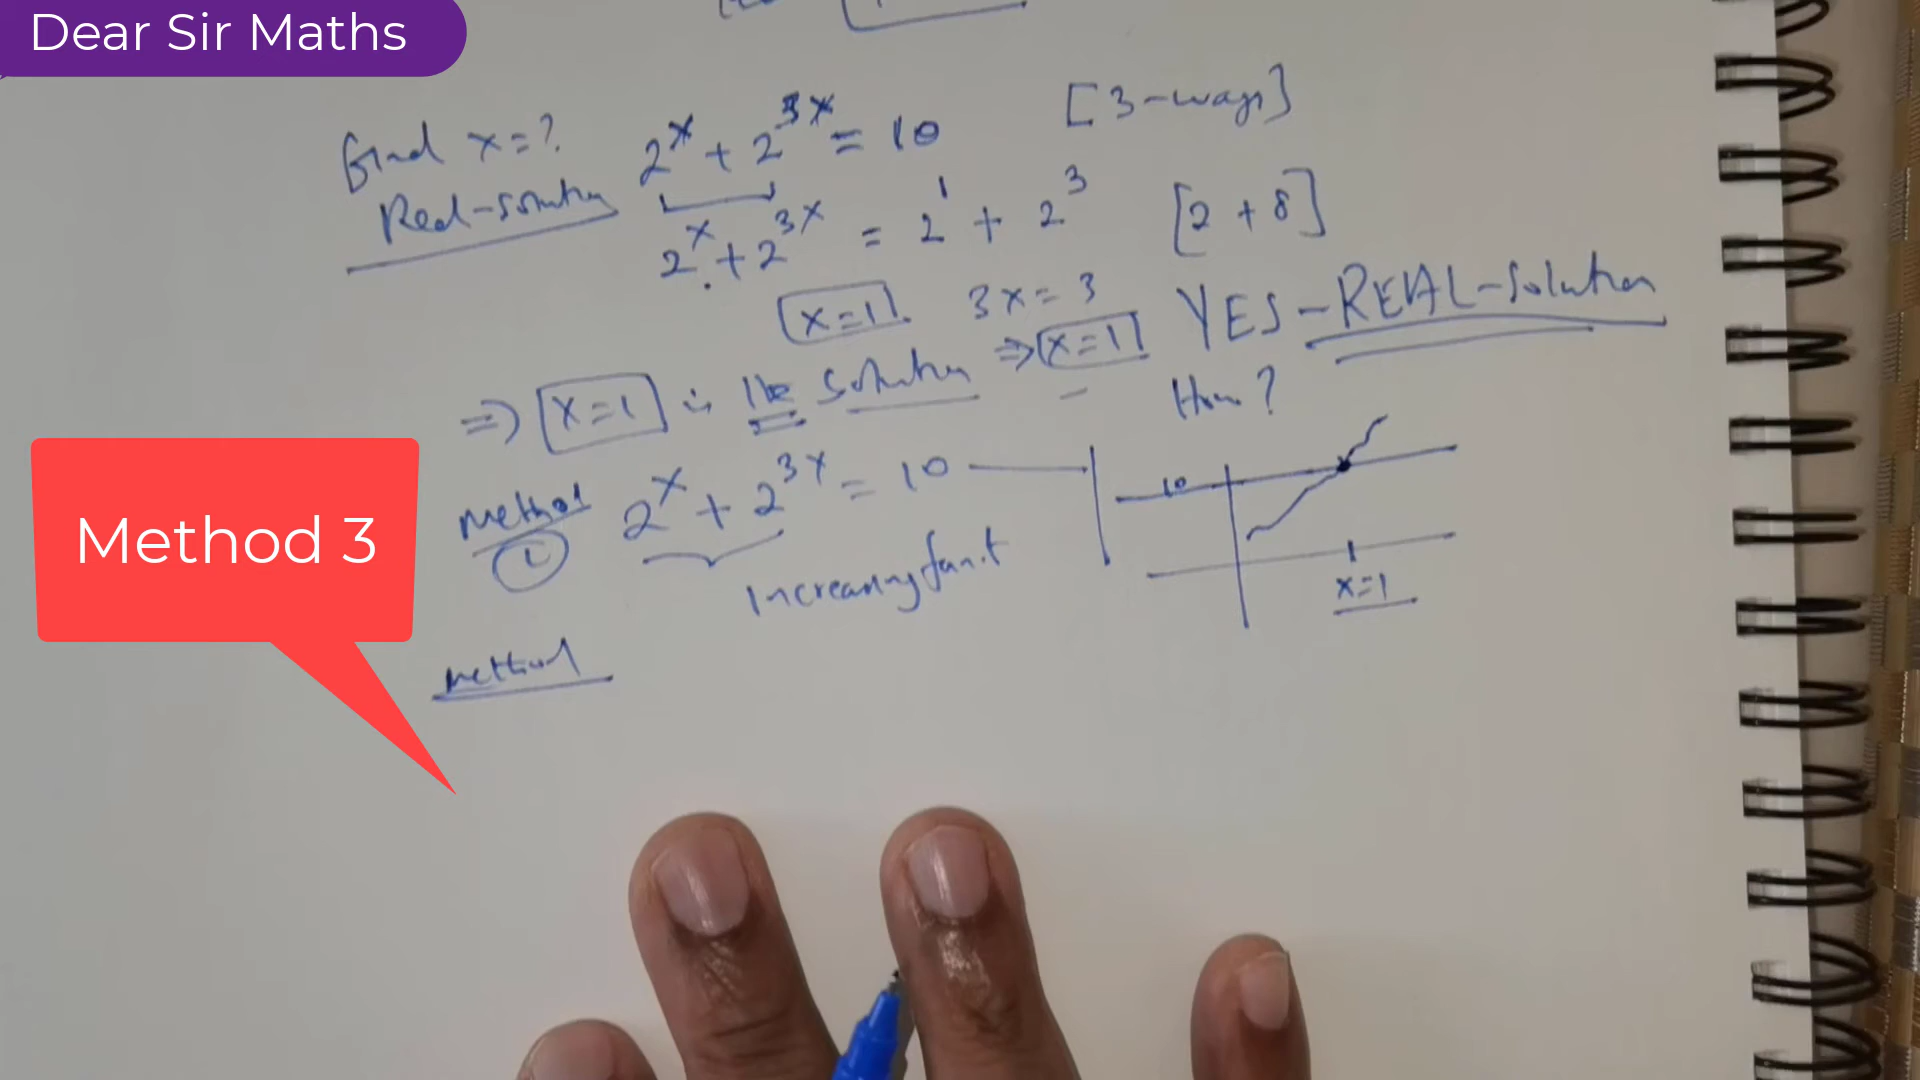 Dear Sir Maths
find x=? 2^x + 2^3x = 10 [3-ways]
Real-solution
2^x + 2^3x = 2^1 + 2^3 [2 + 8]
x=1 3x=3 YES-REAL-Solution
=> x=1 is the solution => x=1
How?
method 2 2^x + 2^3x = 10
10
Increasing fun.t
x=1
Method 3
method